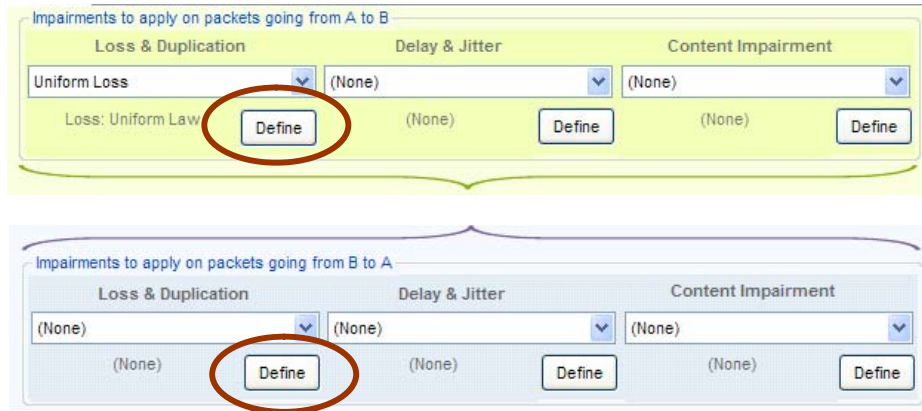 Impairments to apply on packets going from A to B
Loss & Duplication Delay & Jitter Content Impairment
Uniform Loss (None) (None)
Loss: Uniform Law Define (None) Define (None) Define
Impairments to apply on packets going from B to A
Loss & Duplication Delay & Jitter Content Impairment
(None) (None) (None)
(None) Define (None) Define (None) Define